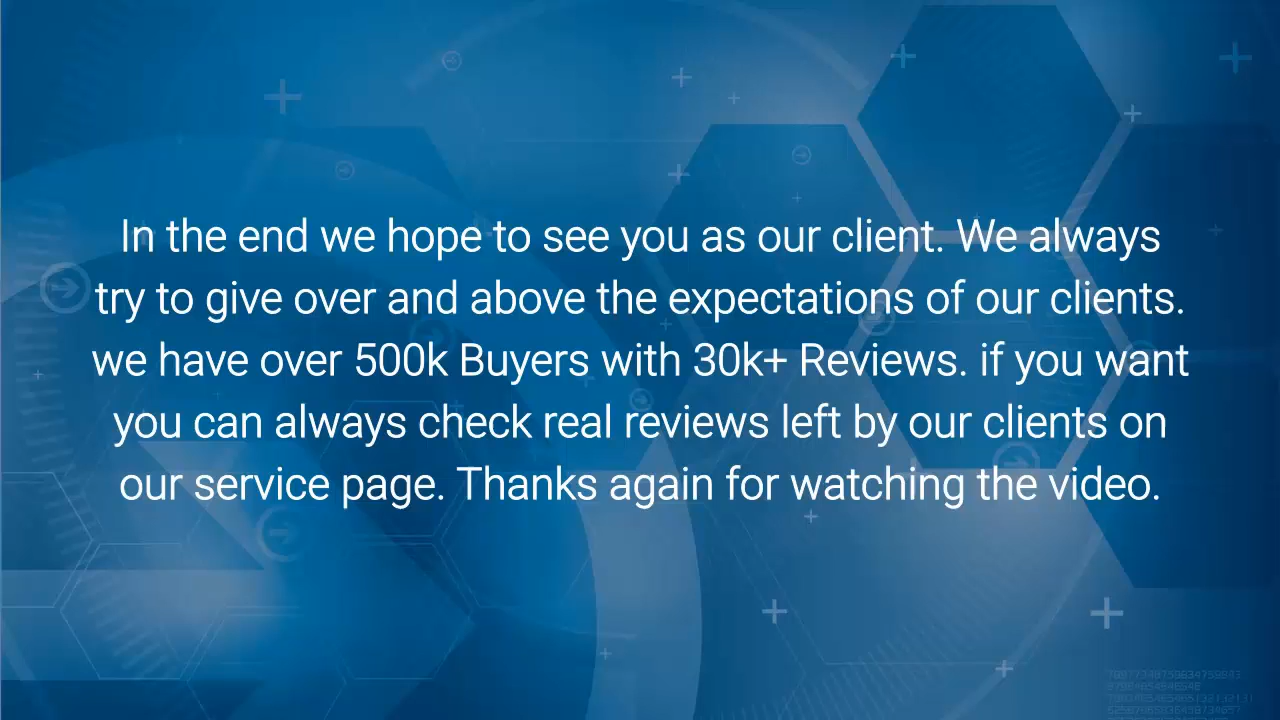 In the end we hope to see you as our client. We always
try to give over and above the expectations of our clients.
we have over 500k Buyers with 30k+ Reviews. if you want
you can always check real reviews left by our clients on
our service page. Thanks again for watching the video.